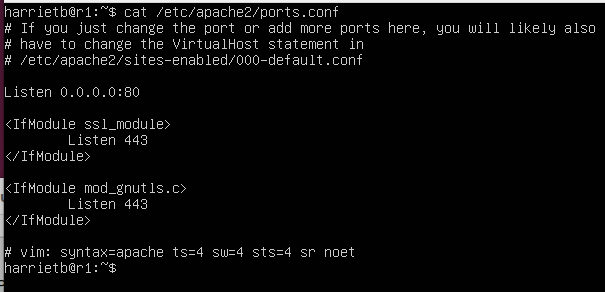 harrietb@r1:~$ cat /etc/apache2/ports.conf
# If you just change the port or add more ports here, you will likely also
# have to change the VirtualHost statement in
# /etc/apache2/sites-enabled/000-default.conf

Listen 0.0.0.0:80

<IfModule ssl_module>
        Listen 443
</IfModule>

<IfModule mod_gnutls.c>
        Listen 443
</IfModule>

# vim: syntax=apache ts=4 sw=4 sts=4 sr noet
harrietb@r1:~$